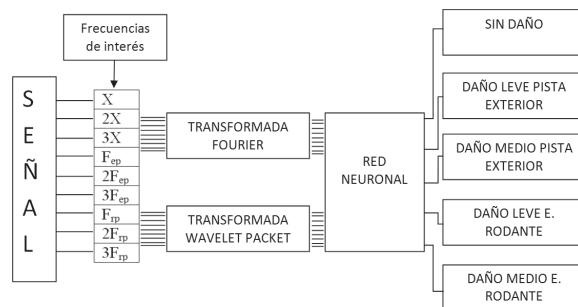 Frecuencias
de interés
S
E
Ñ
A
L
X
2X
3X
Fep
2Fep
3Fep
Frp
2Frp
3Frp
TRANSFORMADA
FOURIER
TRANSFORMADA
WAVELET PACKET
RED
NEURONAL
SIN DAÑO
DAÑO LEVE PISTA
EXTERIOR
DAÑO MEDIO PISTA
EXTERIOR
DAÑO LEVE E.
RODANTE
DAÑO MEDIO E.
RODANTE